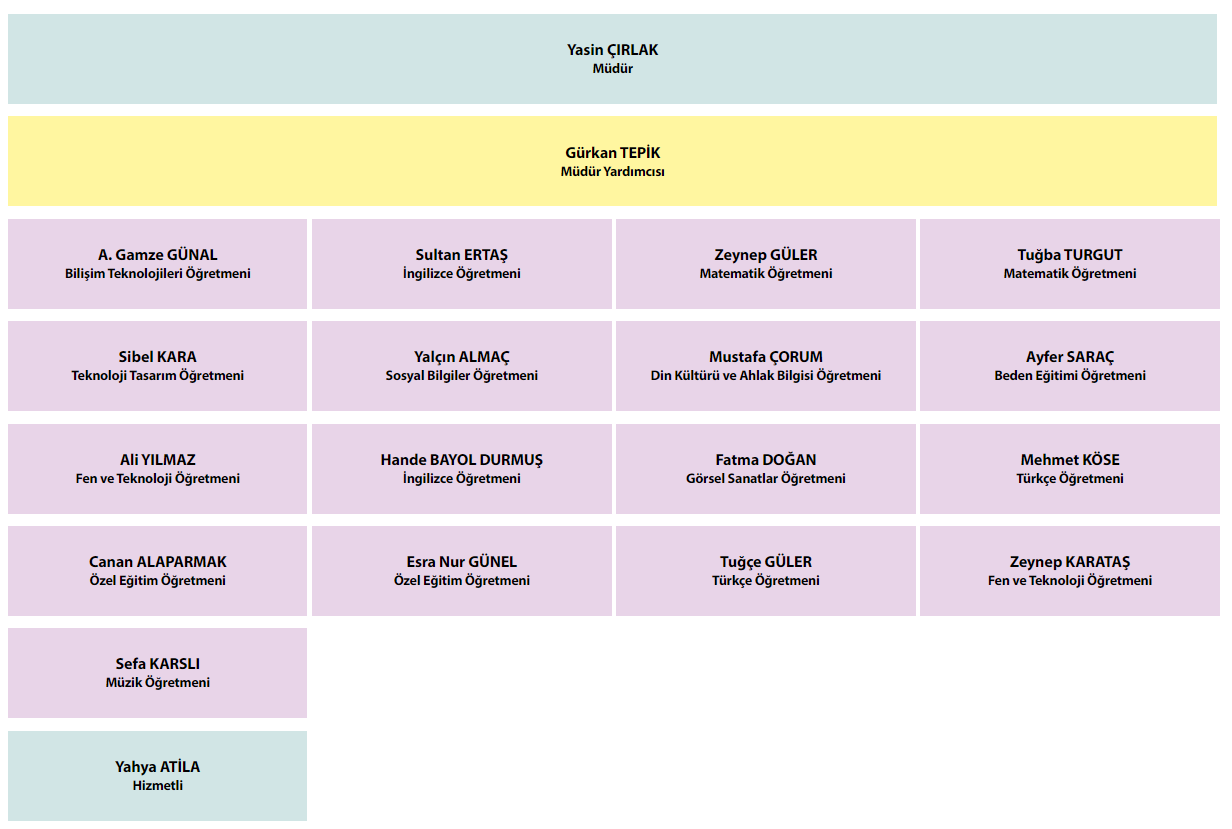 Yasin ÇIRLAK
Müdür
Gürkan TEPİK
Müdür Yardımcısı
A. Gamze GÜNAL
Bilişim Teknolojileri Öğretmeni
Sultan ERTAŞ
İngilizce Öğretmeni
Zeynep GÜLER
Matematik Öğretmeni
Tuğba TURGUT
Matematik Öğretmeni
Sibel KARA
Teknoloji Tasarım Öğretmeni
Yalçın ALMAÇ
Sosyal Bilgiler Öğretmeni
Mustafa ÇORUM
Din Kültürü ve Ahlak Bilgisi Öğretmeni
Ayfer SARAÇ
Beden Eğitimi Öğretmeni
Ali YILMAZ
Fen ve Teknoloji Öğretmeni
Hande BAYOL DURMUŞ
İngilizce Öğretmeni
Fatma DOĞAN
Görsel Sanatlar Öğretmeni
Mehmet KÖSE
Türkçe Öğretmeni
Canan ALAPARMAK
Özel Eğitim Öğretmeni
Esra Nur GÜNEL
Özel Eğitim Öğretmeni
Tuğçe GÜLER
Türkçe Öğretmeni
Zeynep KARATAŞ
Fen ve Teknoloji Öğretmeni
Sefa KARSLI
Müzik Öğretmeni
Yahya ATİLA
Hizmetli